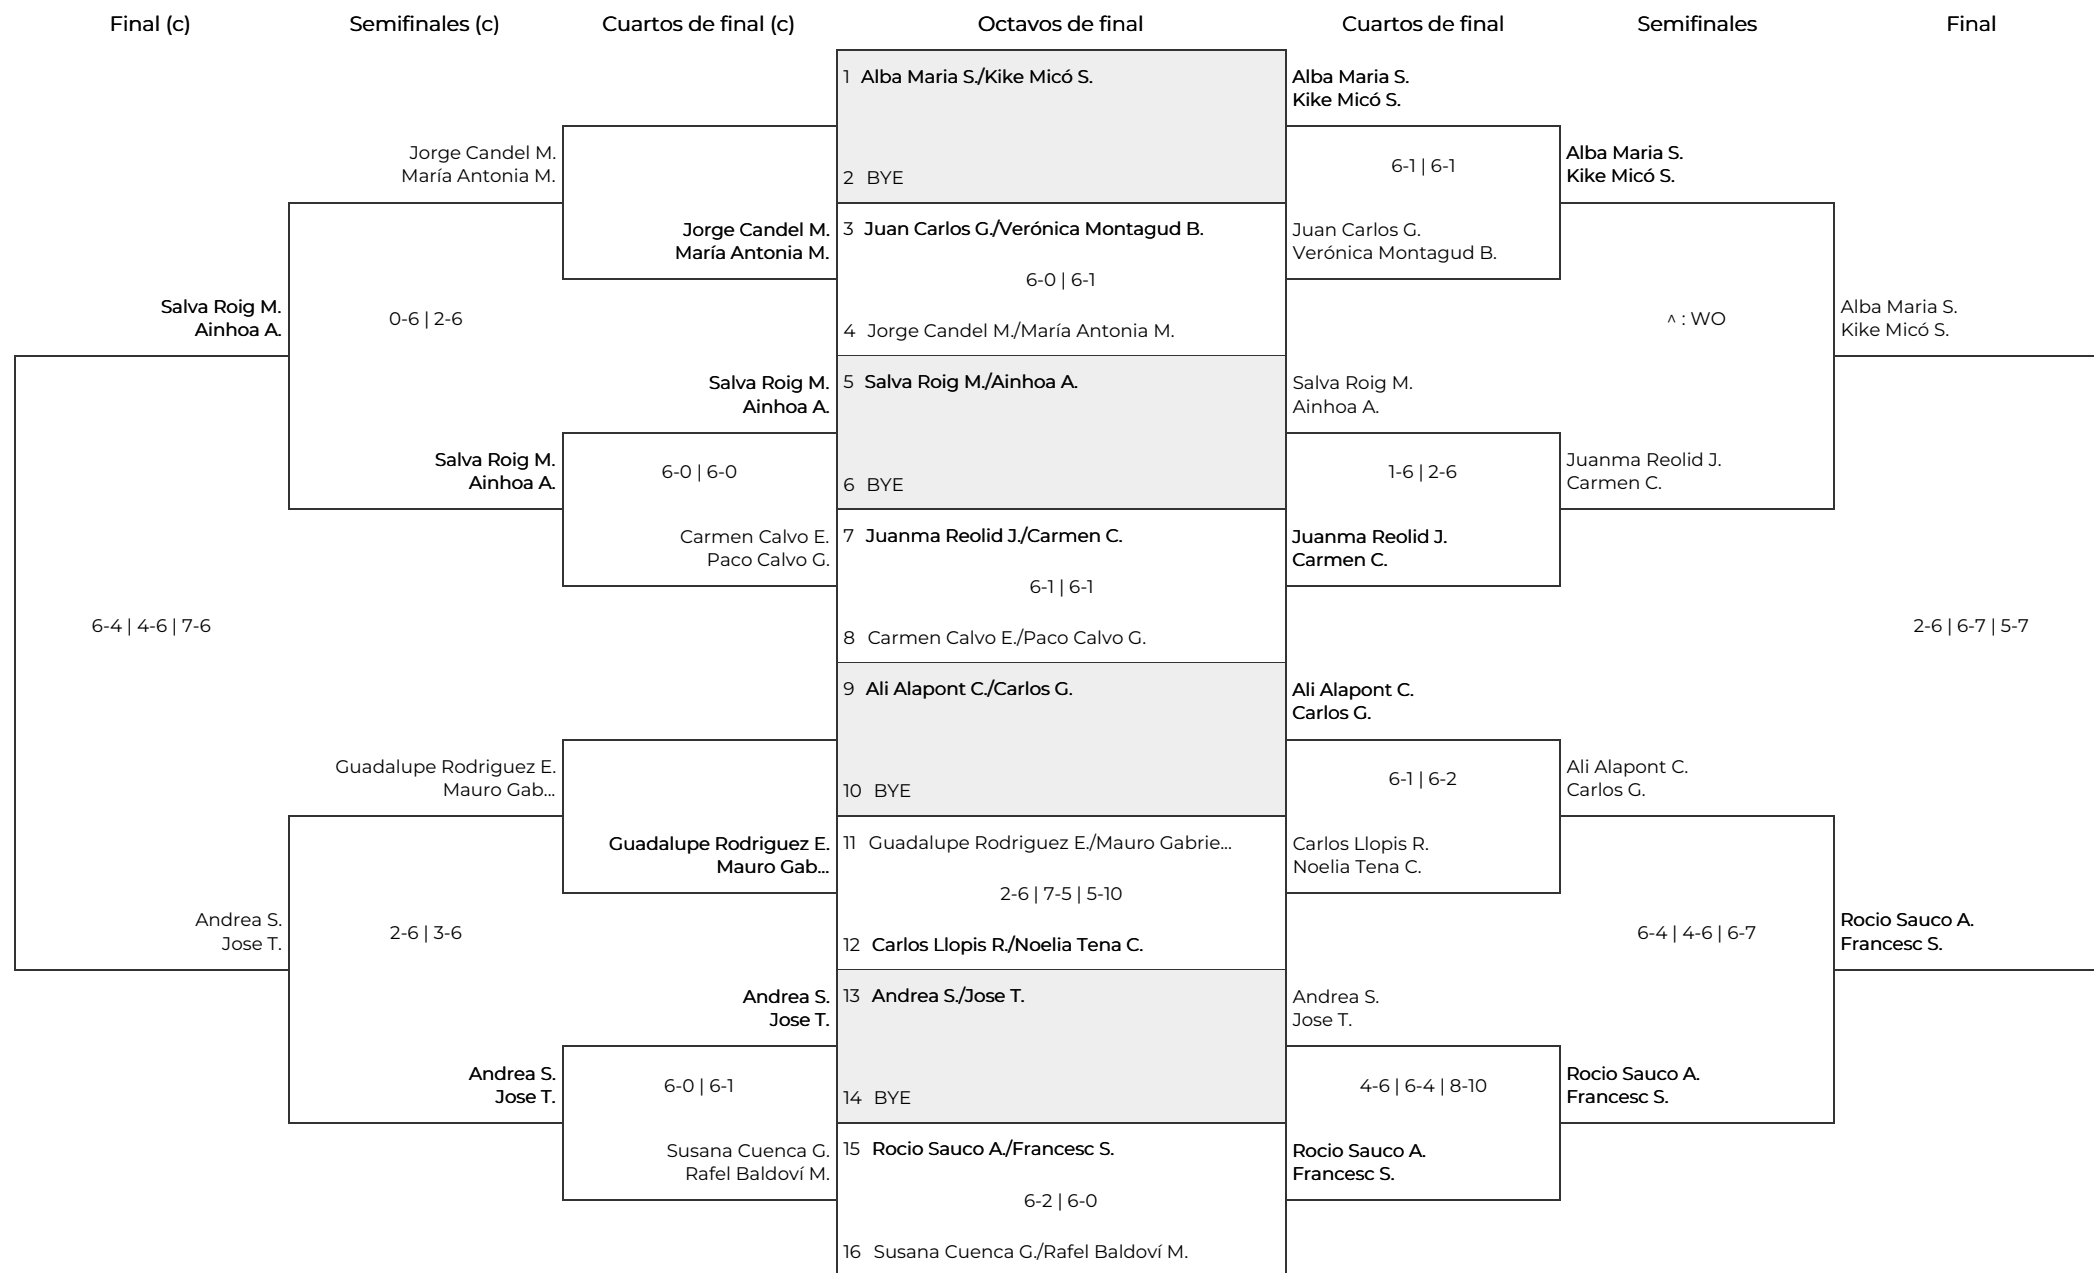 Final (c)
Semifinales (c)
Cuartos de final (c)
Octavos de final
Cuartos de final
Semifinales
Final
Salva Roig M.
Ainhoa A.
6-4 | 4-6 | 7-6
Andrea S.
Jose T.
Jorge Candel M.
María Antonia M.
0-6 | 2-6
Salva Roig M.
Ainhoa A.
Guadalupe Rodriguez E.
Mauro Gab...
2-6 | 3-6
Andrea S.
Jose T.
Jorge Candel M.
María Antonia M.
Salva Roig M.
Ainhoa A.
6-0 | 6-0
Carmen Calvo E.
Paco Calvo G.
Guadalupe Rodriguez E.
Mauro Gab...
Andrea S.
Jose T.
6-0 | 6-1
Susana Cuenca G.
Rafel Baldoví M.
1 Alba Maria S./Kike Micó S.
2 BYE
3 Juan Carlos G./Verónica Montagud B.
6-0 | 6-1
4 Jorge Candel M./María Antonia M.
5 Salva Roig M./Ainhoa A.
6 BYE
7 Juanma Reolid J./Carmen C.
6-1 | 6-1
8 Carmen Calvo E./Paco Calvo G.
9 Ali Alapont C./Carlos G.
10 BYE
11 Guadalupe Rodriguez E./Mauro Gabrie...
2-6 | 7-5 | 5-10
12 Carlos Llopis R./Noelia Tena C.
13 Andrea S./Jose T.
14 BYE
15 Rocio Sauco A./Francesc S.
6-2 | 6-0
16 Susana Cuenca G./Rafel Baldoví M.
Alba Maria S.
Kike Micó S.
6-1 | 6-1
Juan Carlos G.
Verónica Montagud B.
Salva Roig M.
Ainhoa A.
1-6 | 2-6
Juanma Reolid J.
Carmen C.
Ali Alapont C.
Carlos G.
6-1 | 6-2
Carlos Llopis R.
Noelia Tena C.
Andrea S.
Jose T.
4-6 | 6-4 | 8-10
Rocio Sauco A.
Francesc S.
Alba Maria S.
Kike Micó S.
^ : WO
Juanma Reolid J.
Carmen C.
Ali Alapont C.
Carlos G.
6-4 | 4-6 | 6-7
Rocio Sauco A.
Francesc S.
Alba Maria S.
Kike Micó S.
2-6 | 6-7 | 5-7
Rocio Sauco A.
Francesc S.